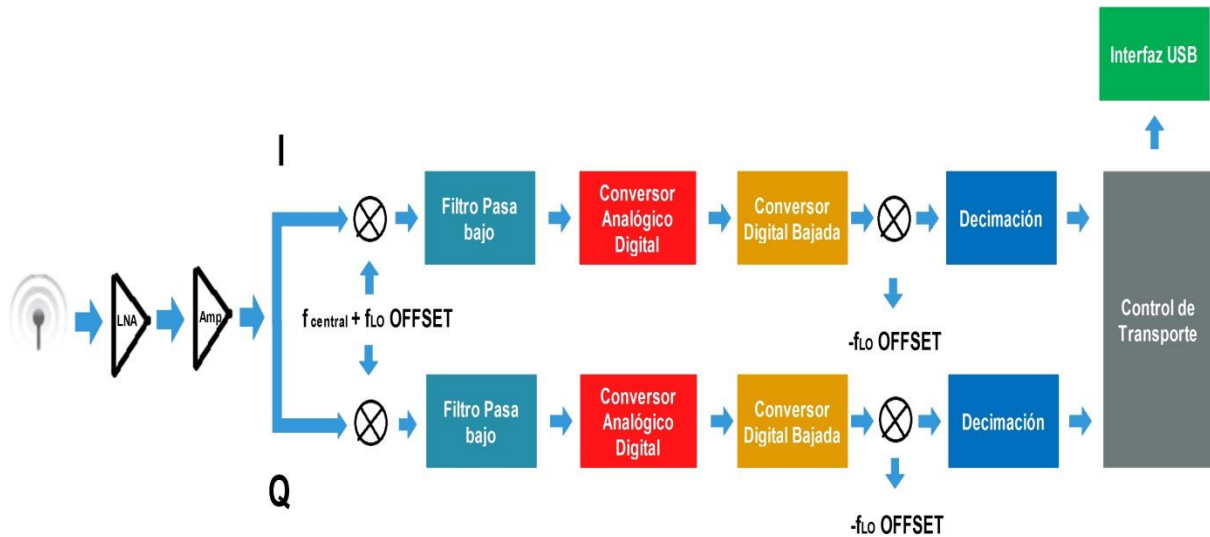 Interfaz USB
I
Filtro Pasa
bajo
Conversor
Analógico
Digital
Conversor
Digital Bajada
Decimación
LNA
Amp
f central + fLO OFFSET
-fLO OFFSET
Control de
Transporte
Filtro Pasa
bajo
Conversor
Analógico
Digital
Conversor
Digital Bajada
Decimación
Q
-fLO OFFSET